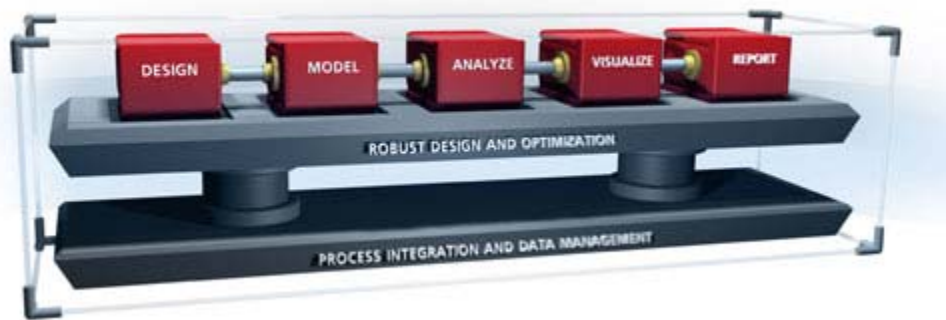 DESIGN
MODEL
ANALYZE
VISUALIZE
REPORT
ROBUST DESIGN AND OPTIMIZATION
PROCESS INTEGRATION AND DATA MANAGEMENT